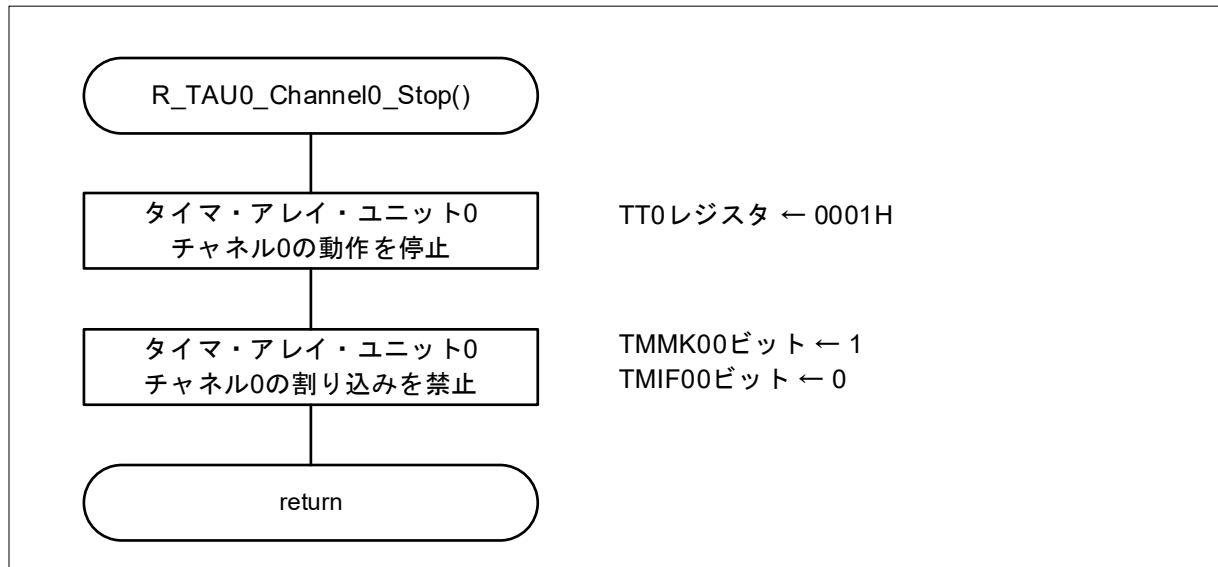 R_TAU0_Channel0_Stop()
タイマ・アレイ・ユニット0
チャネル0の動作を停止
TT0レジスタ ← 0001H
タイマ・アレイ・ユニット0
チャネル0の割り込みを禁止
TMMK00ビット ← 1
TMIF00ビット ← 0
return